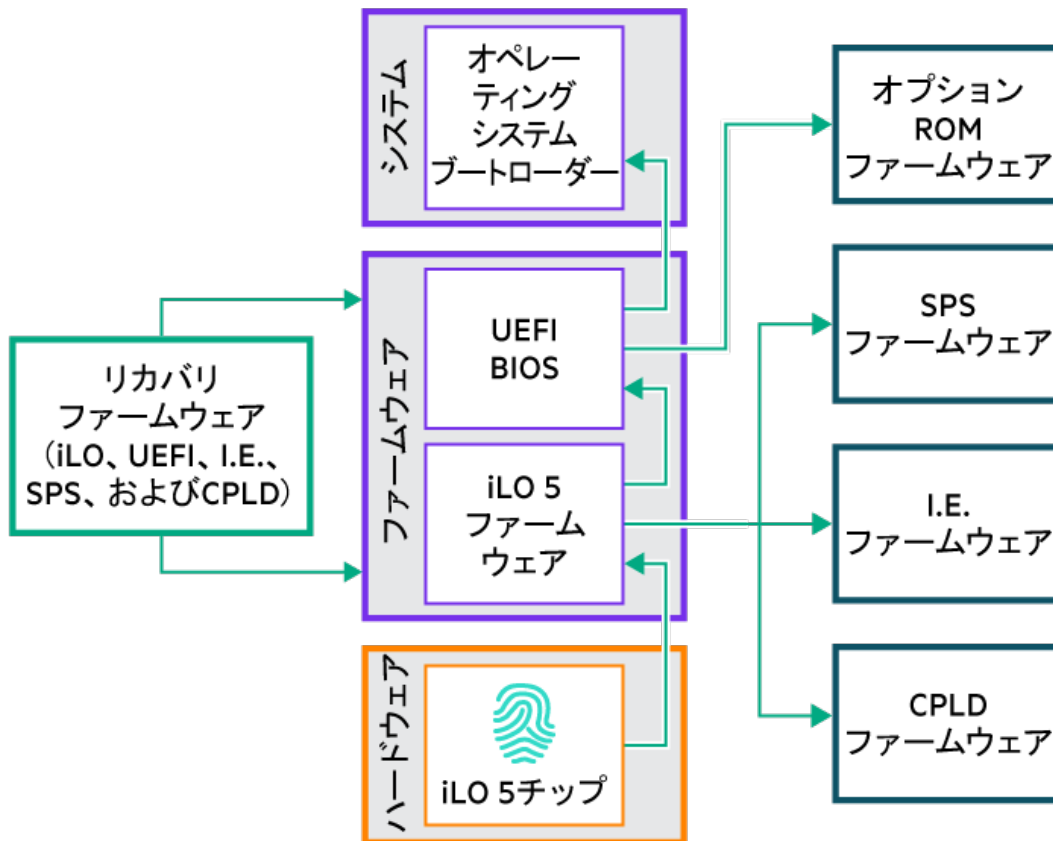 システム
オペレー
ティング
システム
ブートローダー
オプション
ROM
ファームウェア
ファームウェア
UEFI
BIOS
SPS
ファームウェア
リカバリ
ファームウェア
（iLO、UEFI、I.E.、
SPS、およびCPLD）
iLO 5
ファーム
ウェア
I.E.
ファームウェア
ハードウェア
iLO 5チップ
CPLD
ファームウェア